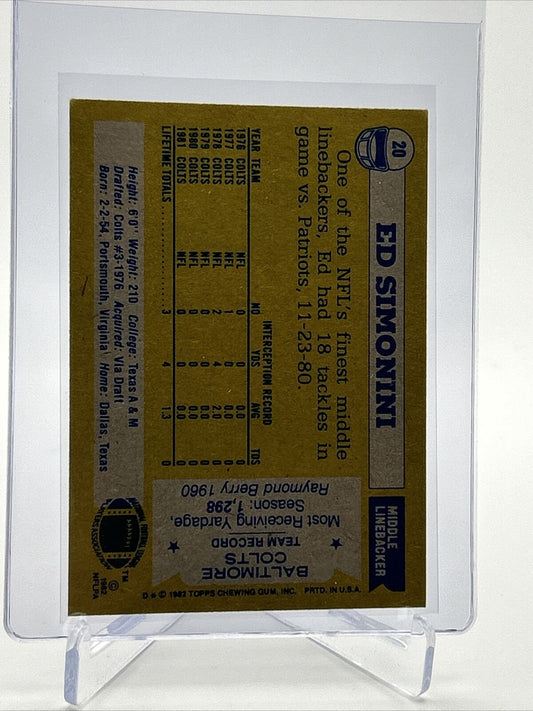 20
ED SIMONINI
MIDDLE
LINEBACKER
One of the NFL's finest middle
linebackers, Ed had 18 tackles in
game vs. Patriots, 11-23-80.
INTERCEPTION RECORD
YEAR TEAM NO YDS AVG TDS
1976 COLTS NFL 0 0 0.0 0
1977 COLTS NFL 1 0 0.0 0
1978 COLTS NFL 2 4 2.0 0
1979 COLTS NFL 0 0 0.0 0
1980 COLTS NFL 0 0 0.0 0
1981 COLTS NFL 0 0 0.0 0
LIFETIME TOTALS 3 4 1.3 0
Height: 6'0" Weight: 210 College: Texas A & M
Drafted: Colts #3-1976 Acquired: Via Draft
Born: 2-2-54, Portsmouth, Virginia Home: Dallas, Texas
BALTIMORE
COLTS
TEAM RECORD
Most Receiving Yardage,
Season: 1,298
Raymond Berry 1960
TM
© 1982
NFLPA
D* © 1982 TOPPS CHEWING GUM, INC. PRTD. IN U.S.A.